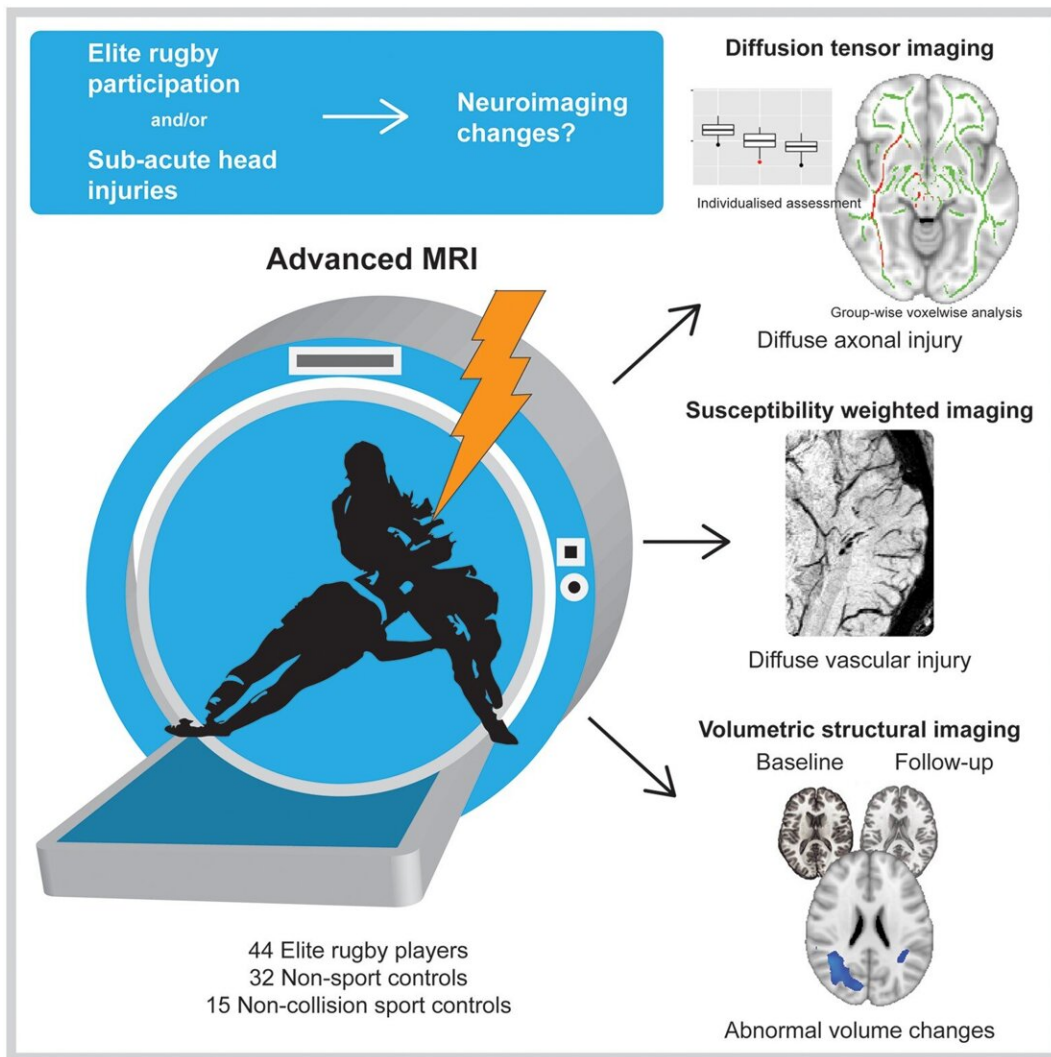 Elite rugby
participation
and/or
Sub-acute head
injuries
Neuroimaging
changes?
Diffusion tensor imaging
Individualised assessment
Group-wise voxelwise analysis
Diffuse axonal injury
Advanced MRI
Susceptibility weighted imaging
Diffuse vascular injury
Volumetric structural imaging
Baseline
Follow-up
Abnormal volume changes
44 Elite rugby players
32 Non-sport controls
15 Non-collision sport controls